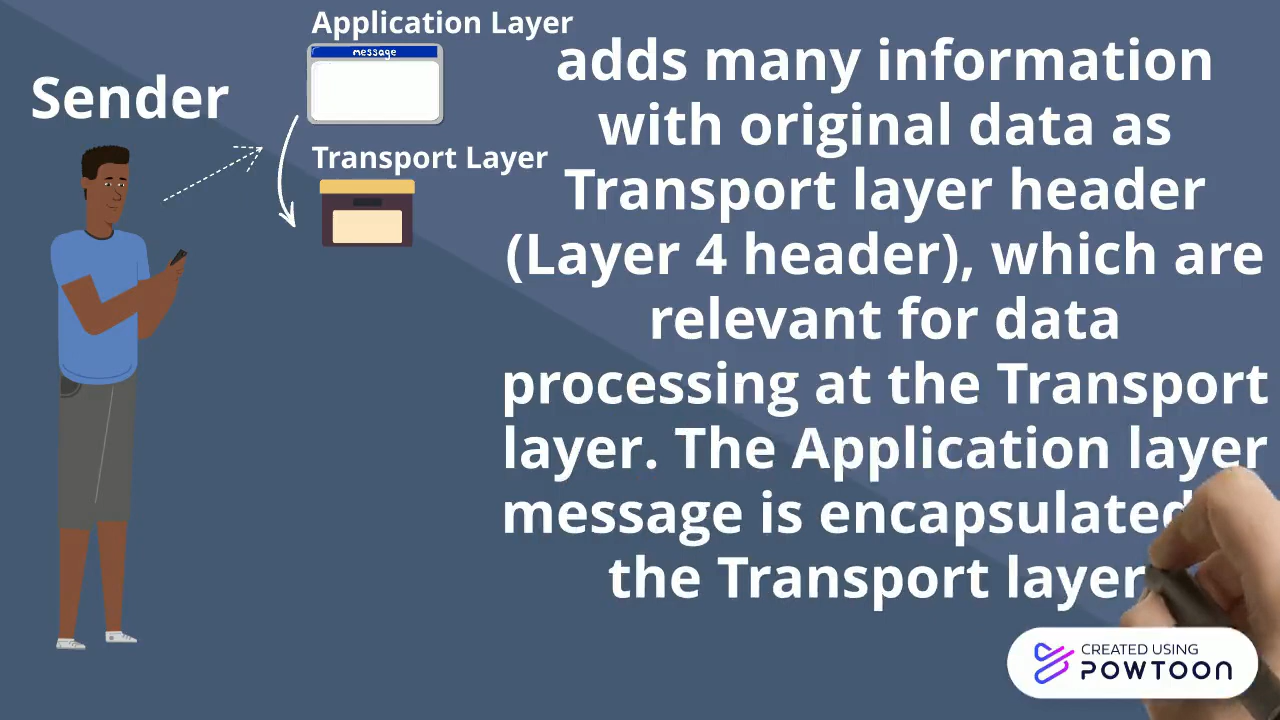 Application Layer
message
Sender
Transport Layer
adds many information
with original data as
Transport layer header
(Layer 4 header), which are
relevant for data
processing at the Transport
layer. The Application layer
message is encapsulated
the Transport layer
CREATED USING
POWTOON